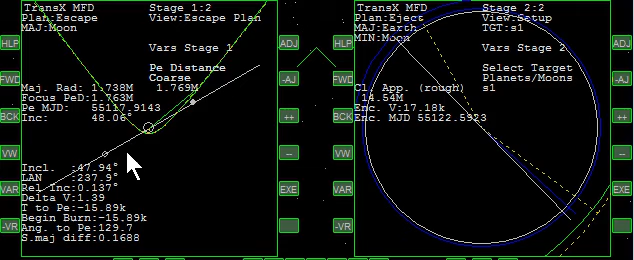 TransX MFD Stage 1:2
Plan:Escape View:Escape Plan
MAJ:Moon
Vars Stage 1
Pe Distance
Coarse
Maj. Rad: 1.738M 1.769M
Focus PeD:1.763M
Pe MJD: 55117.9143
Inc: 48.06°
Incl. :47.94°
LAN :237.9°
Rel Inc:0.137°
Delta V:1.39
T to Pe:-15.89k
Begin Burn:-15.89k
Ang. to Pe:129.7
S.maj diff:0.1688
HLP
FWD
BCK
VW
VAR
-VR
ADJ
-AJ
++
--
EXE
TransX MFD Stage 2:2
Plan:Eject View:Setup
MAJ:Earth TGT:s1
MIN:Moon
Vars Stage 2
Select Target
Planets/Moons
Cl. App. (rough) s1
14.54M
Enc. V:17.18k
Enc. MJD 55122.5923
HLP
FWD
BCK
VW
VAR
-VR
ADJ
-AJ
++
--
EXE